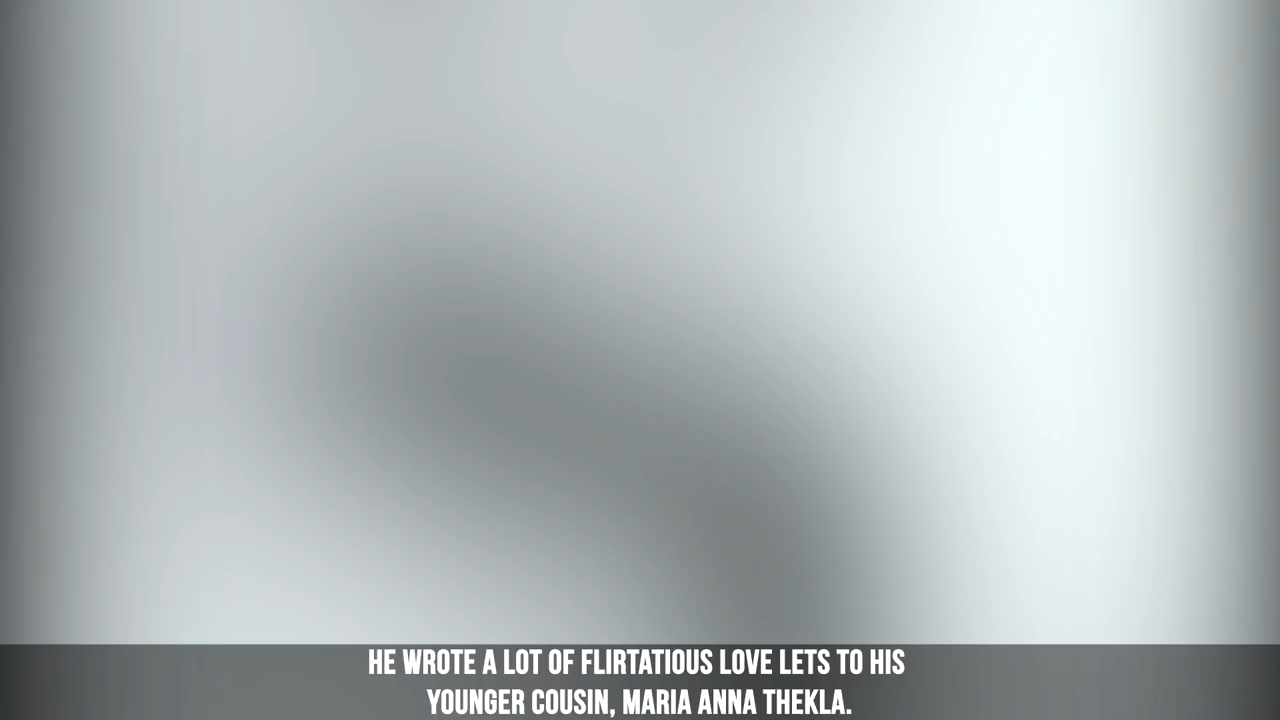 HE WROTE A LOT OF FLIRTATIOUS LOVE LETS TO HIS
YOUNGER COUSIN, MARIA ANNA THEKLA.